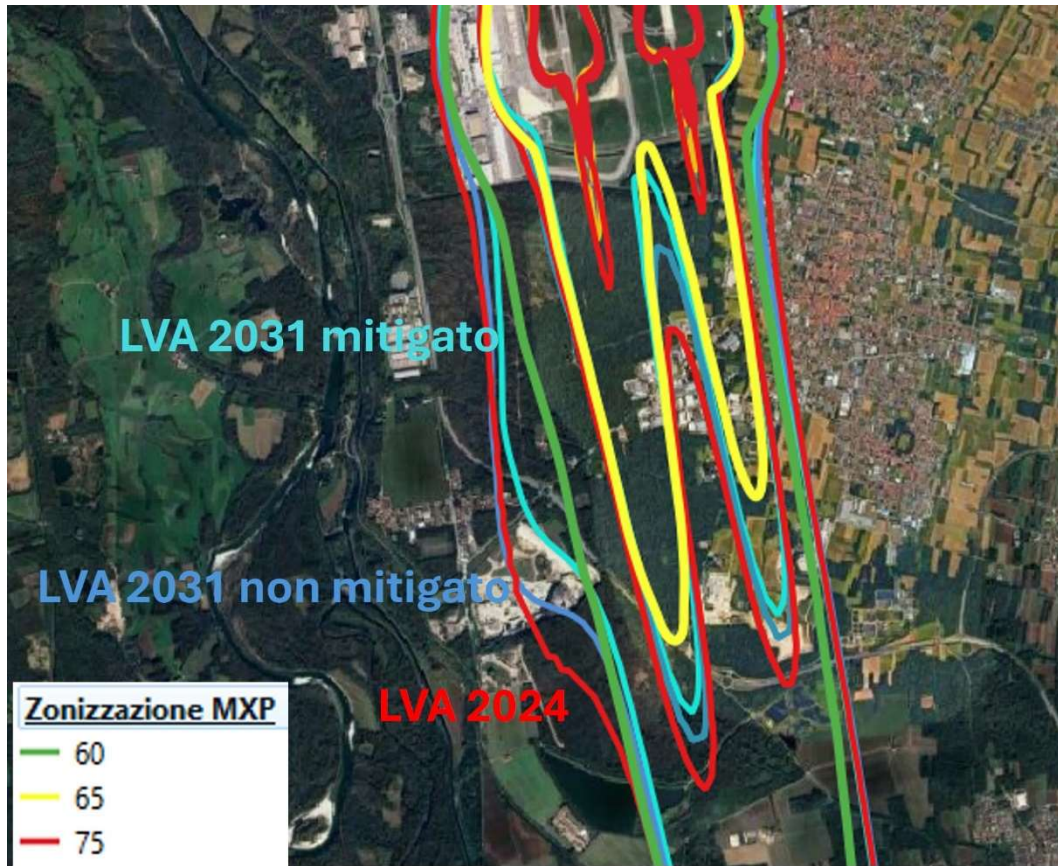 LVA 2031 mitigato
LVA 2031 non mitigato
LVA 2024
Zonizzazione MXP
60
65
75